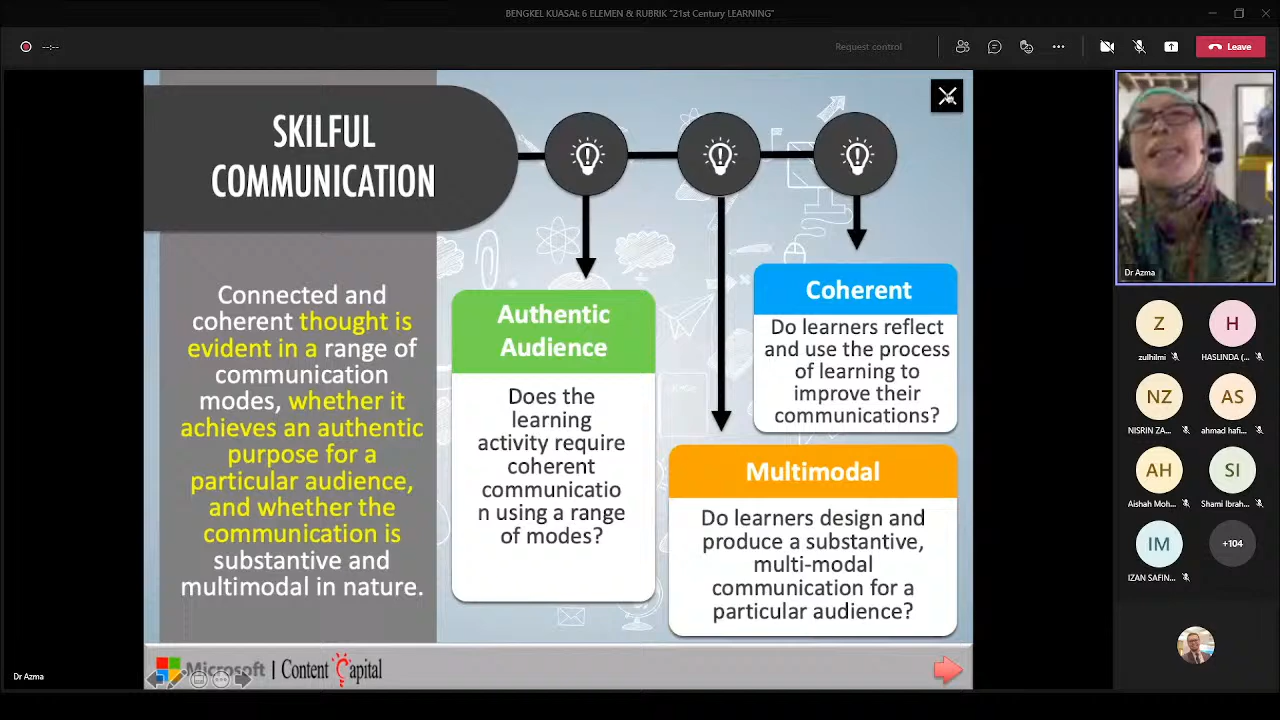 BENGKEL KUASAI: 6 ELEMEN & RUBRIK "21st Century LEARNING"
--:--
Request control
Leave
SKILFUL
COMMUNICATION
Connected and
coherent thought is
evident in a range of
communication
modes, whether it
achieves an authentic
purpose for a
particular audience,
and whether the
communication is
substantive and
multimodal in nature.
Authentic
Audience
Does the
learning
activity require
coherent
communicatio
n using a range
of modes?
Coherent
Do learners reflect
and use the process
of learning to
improve their
communications?
Multimodal
Do learners design and
produce a substantive,
multi-modal
communication for a
particular audience?
Microsoft | Content Capital
Dr Azma
Dr Azma
Z
H
zulhilmi
HASLINDA (...
NZ
AS
NISRIN ZA...
ahmad hafi...
AH
SI
Aishah Moh...
Shami Ibrah...
IM
+104
IZAN SAFIN...